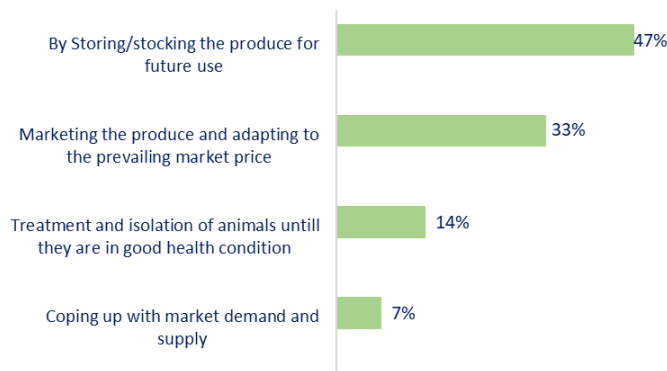 By Storing/stocking the produce for
future use
47%
Marketing the produce and adapting to
the prevailing market price
33%
Treatment and isolation of animals untill
they are in good health condition
14%
Coping up with market demand and
supply
7%